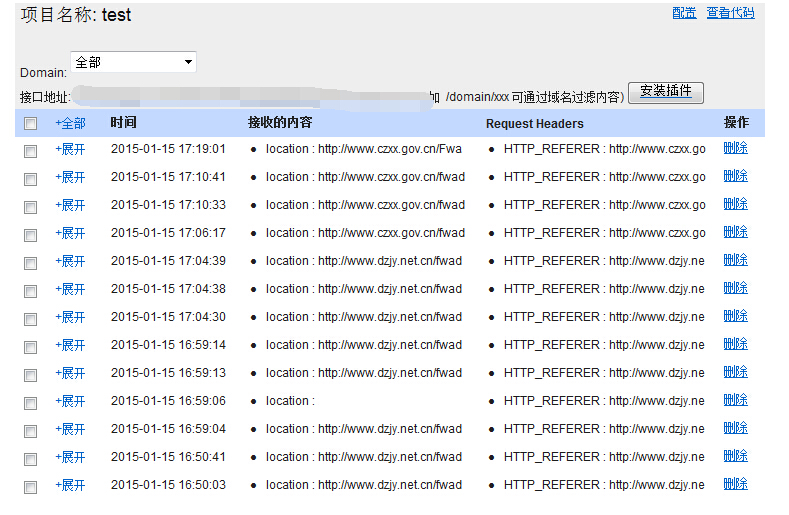 项目名称: test 配置 查看代码
Domain: 全部
接口地址: /domain/xxx 可通过域名过滤内容) 安装插件
+全部 时间 接收的内容 Request Headers 操作
+展开 2015-01-15 17:19:01 location : http://www.czxx.gov.cn/Fwa HTTP_REFERER : http://www.czxx.go 删除
+展开 2015-01-15 17:10:41 location : http://www.czxx.gov.cn/fwad HTTP_REFERER : http://www.czxx.go 删除
+展开 2015-01-15 17:10:33 location : http://www.czxx.gov.cn/fwad HTTP_REFERER : http://www.czxx.go 删除
+展开 2015-01-15 17:06:17 location : http://www.czxx.gov.cn/fwad HTTP_REFERER : http://www.czxx.go 删除
+展开 2015-01-15 17:04:39 location : http://www.dzjy.net.cn/fwad HTTP_REFERER : http://www.dzjy.ne 删除
+展开 2015-01-15 17:04:38 location : http://www.dzjy.net.cn/fwad HTTP_REFERER : http://www.dzjy.ne 删除
+展开 2015-01-15 17:04:30 location : http://www.dzjy.net.cn/fwad HTTP_REFERER : http://www.dzjy.ne 删除
+展开 2015-01-15 16:59:14 location : http://www.dzjy.net.cn/fwad HTTP_REFERER : http://www.dzjy.ne 删除
+展开 2015-01-15 16:59:13 location : http://www.dzjy.net.cn/fwad HTTP_REFERER : http://www.dzjy.ne 删除
+展开 2015-01-15 16:59:06 location : HTTP_REFERER : http://www.dzjy.ne 删除
+展开 2015-01-15 16:59:04 location : http://www.dzjy.net.cn/fwad HTTP_REFERER : http://www.dzjy.ne 删除
+展开 2015-01-15 16:50:41 location : http://www.dzjy.net.cn/fwad HTTP_REFERER : http://www.dzjy.ne 删除
+展开 2015-01-15 16:50:03 location : http://www.dzjy.net.cn/fwad HTTP_REFERER : http://www.dzjy.ne 删除